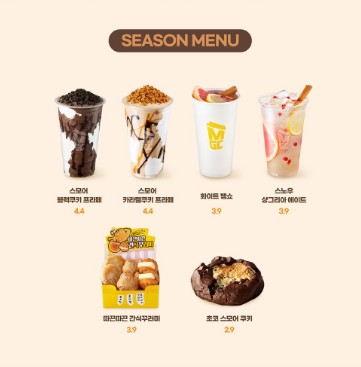 SEASON MENU
스모어
블랙쿠키 프라페
4.4
스모어
카라멜쿠키 프라페
4.4
MGC
화이트 뱅쇼
3.9
스노우
샹그리아 에이드
3.9
따끈따끈 간식꾸러미
3.9
초코 스모어 쿠키
2.9